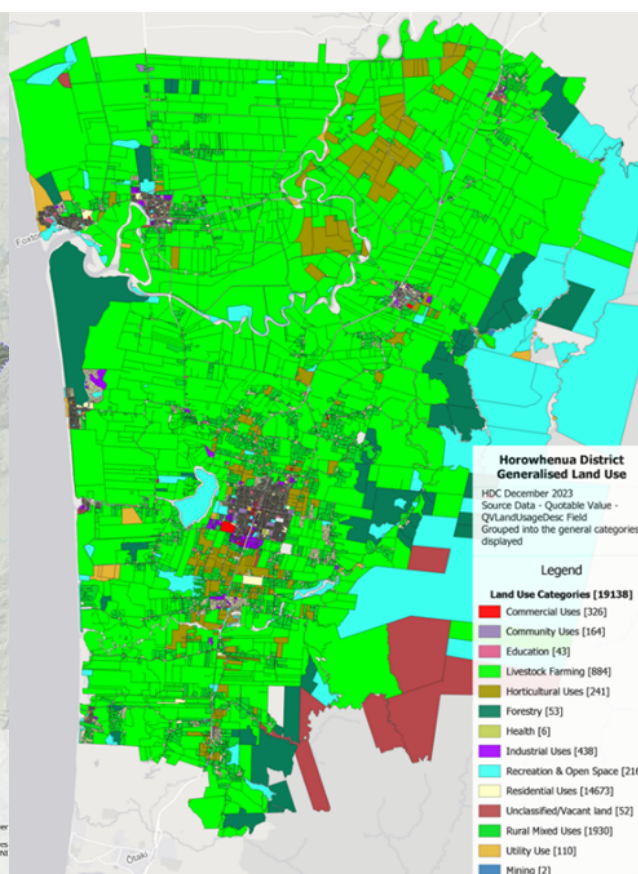 Foxto
Ōtaki
Horowhenua District
Generalised Land Use
HDC December 2023
Source Data - Quotable Value -
QVLandUsageDesc Field
Grouped into the general categories
displayed
Legend
Land Use Categories [19138]
Commercial Uses [326]
Community Uses [164]
Education [43]
Livestock Farming [884]
Horticultural Uses [241]
Forestry [53]
Health [6]
Industrial Uses [438]
Recreation & Open Space [216
Residential Uses [14673]
Unclassified/Vacant land [52]
Rural Mixed Uses [1930]
Utility Use [110]
Mining [2]